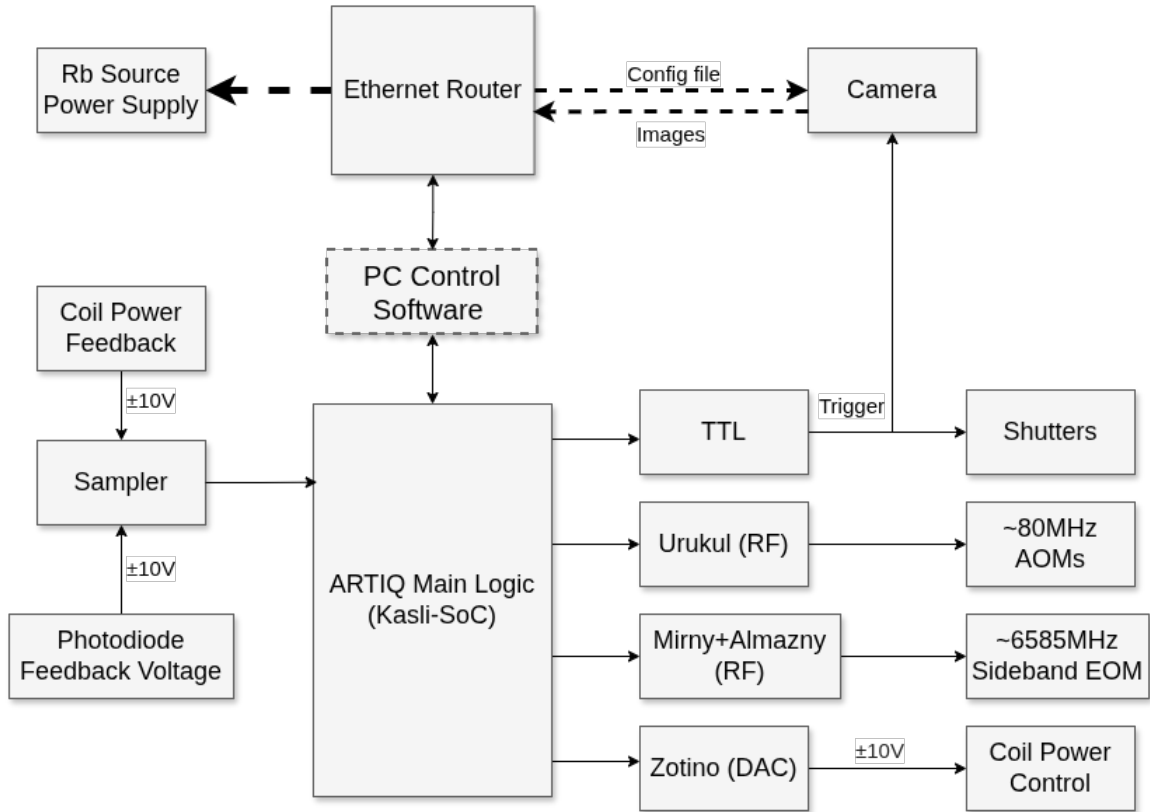 Rb Source
Power Supply
Ethernet Router
Config file
Images
Camera
PC Control
Software
Coil Power
Feedback
±10V
Sampler
±10V
Photodiode
Feedback Voltage
ARTIQ Main Logic
(Kasli-SoC)
TTL
Trigger
Shutters
Urukul (RF)
~80MHz
AOMs
Mirny+Almazny
(RF)
~6585MHz
Sideband EOM
Zotino (DAC)
±10V
Coil Power
Control